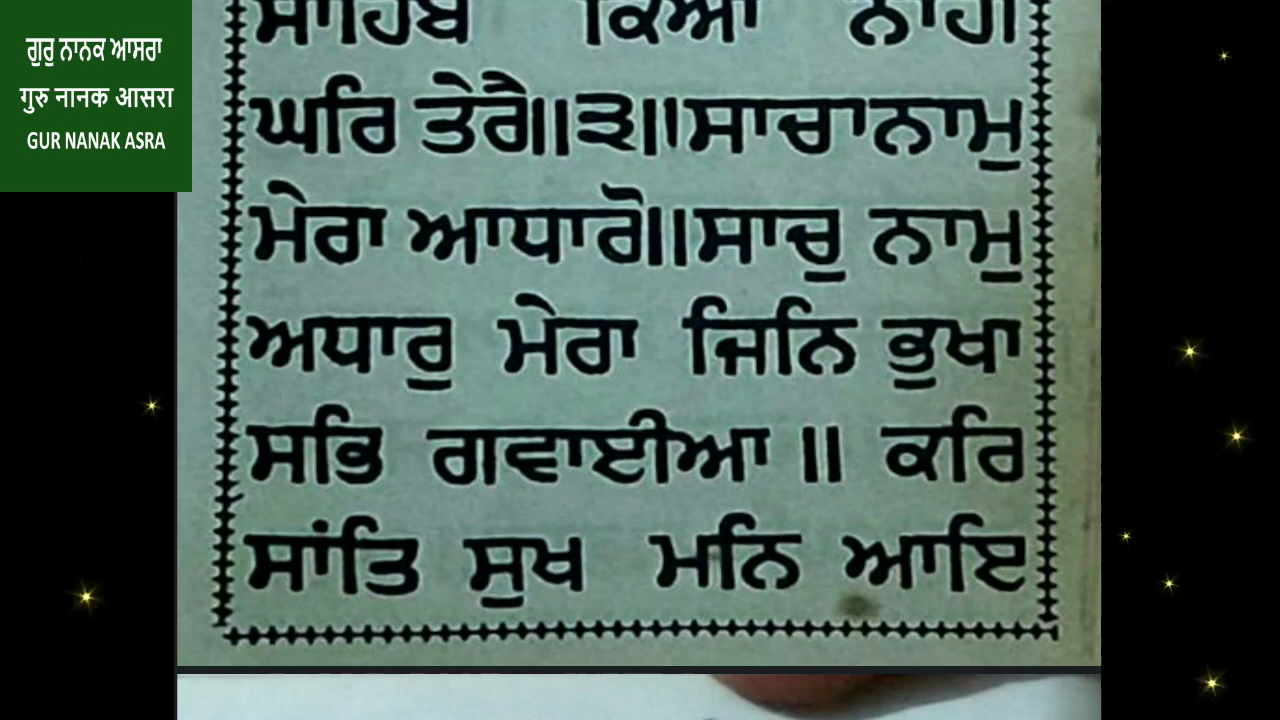 ਗੁਰੁ ਨਾਨਕ ਆਸਰਾ
गुरु नानक आसरा
GUR NANAK ASRA
ਸਾਹਿਬ ਕਿਆ ਨਾਹੀ
ਘਰਿ ਤੇਰੈ॥੩॥ਸਾਚਾਨਾਮੁ
ਮੇਰਾ ਆਧਾਰੋ॥ਸਾਚੁ ਨਾਮੁ
ਅਧਾਰੁ ਮੇਰਾ ਜਿਨਿ ਭੁਖਾ
ਸਭਿ ਗਵਾਈਆ ॥ ਕਰਿ
ਸਾਂਤਿ ਸੁਖ ਮਨਿ ਆਇ